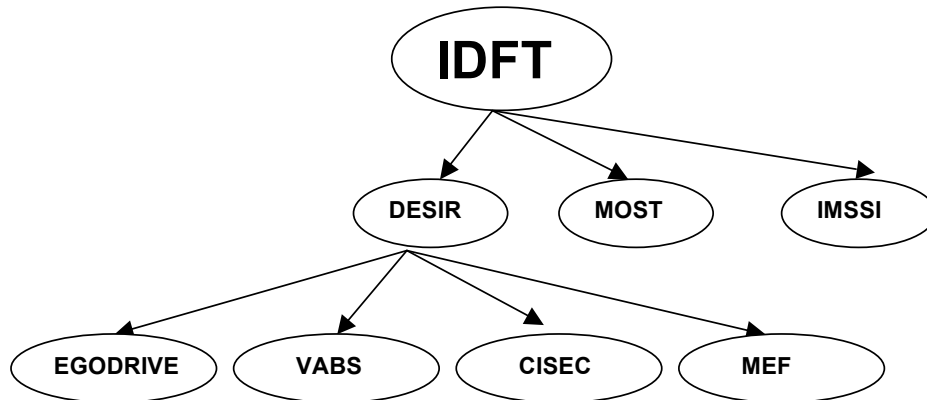 IDFT
DESIR MOST IMSSI
EGODRIVE VABS CISEC MEF